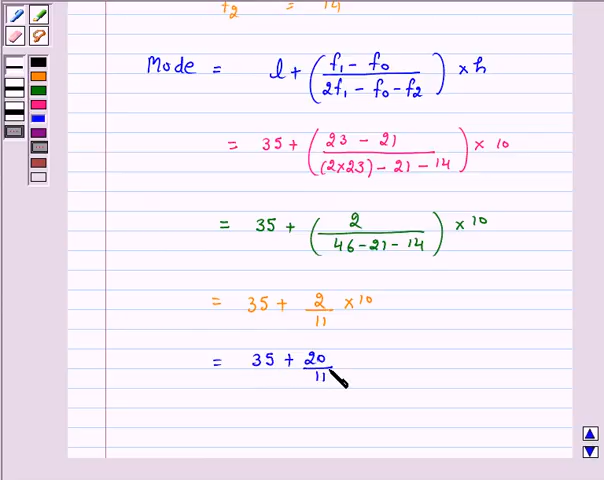 f₂ = 14
Mode = l + ( f₁ - f₀ / 2f₁ - f₀ - f₂ ) × h
= 35 + ( 23 - 21 / (2×23) - 21 - 14 ) × 10
= 35 + ( 2 / 46 - 21 - 14 ) × 10
= 35 + 2/11 × 10
= 35 + 20/11